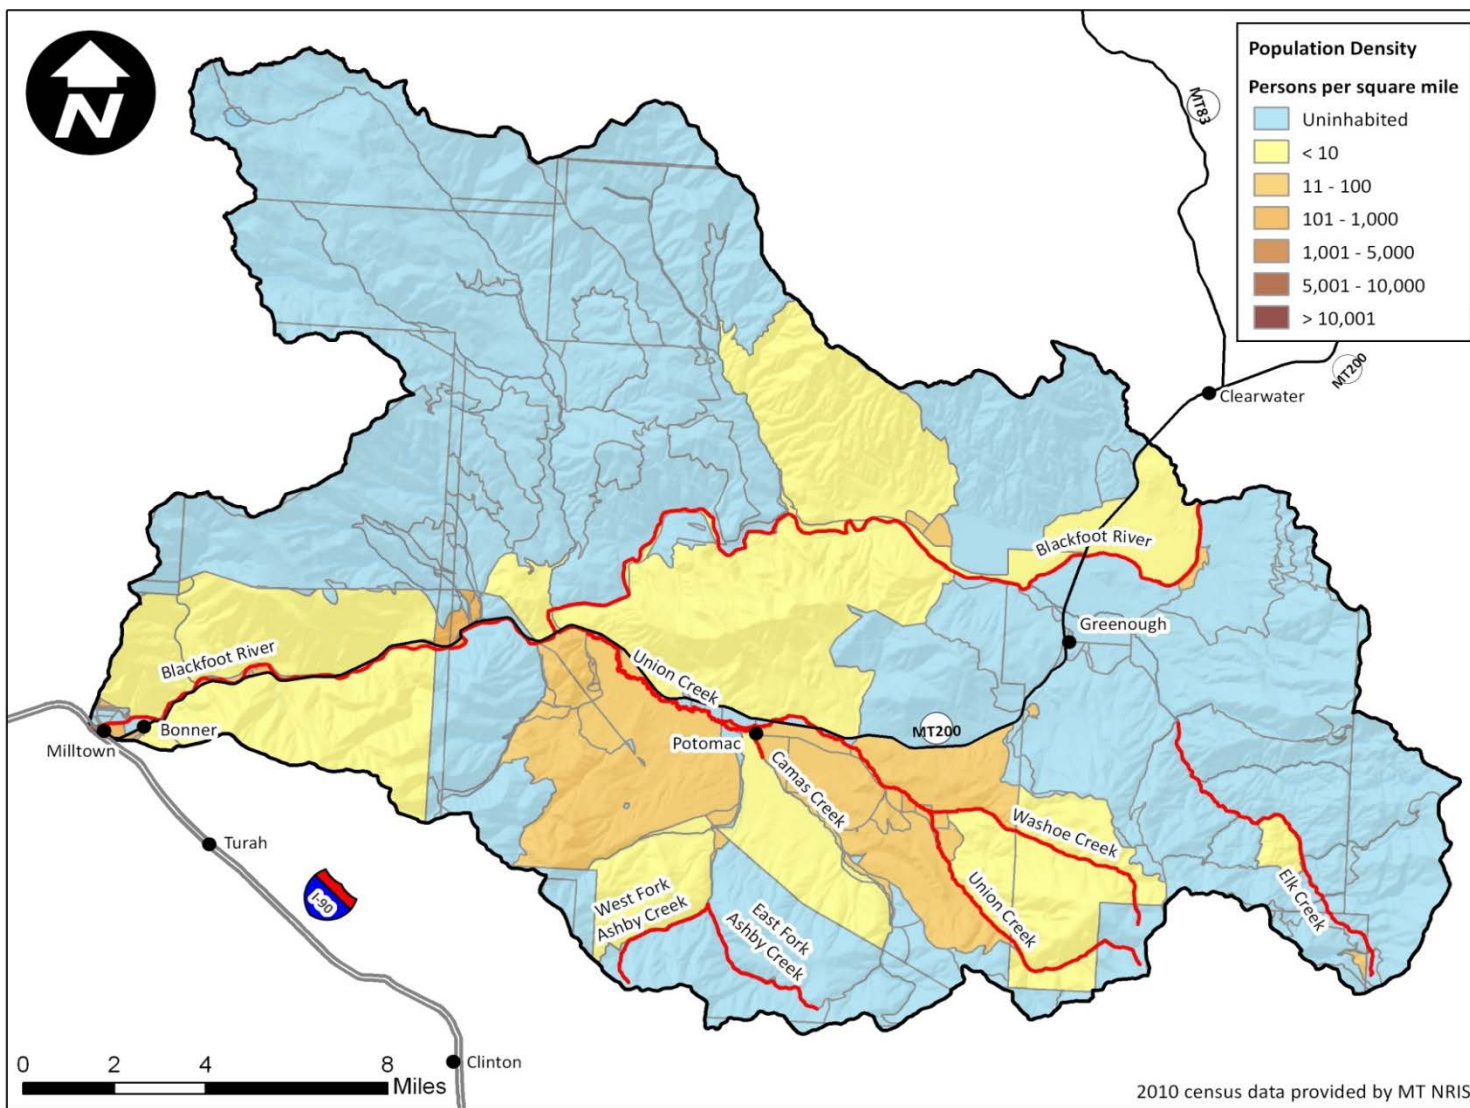 N
Population Density
Persons per square mile
Uninhabited
< 10
11 - 100
101 - 1,000
1,001 - 5,000
5,001 - 10,000
> 10,001
MT83
MT200
Clearwater
Blackfoot River
Greenough
Blackfoot River
Union Creek
MT200
Bonner
Milltown
Potomac
Camas Creek
Washoe Creek
Turah
West Fork
Ashby Creek
East Fork
Ashby Creek
Union Creek
Elk Creek
I-90
Clinton
0 2 4 8
Miles
2010 census data provided by MT NRIS